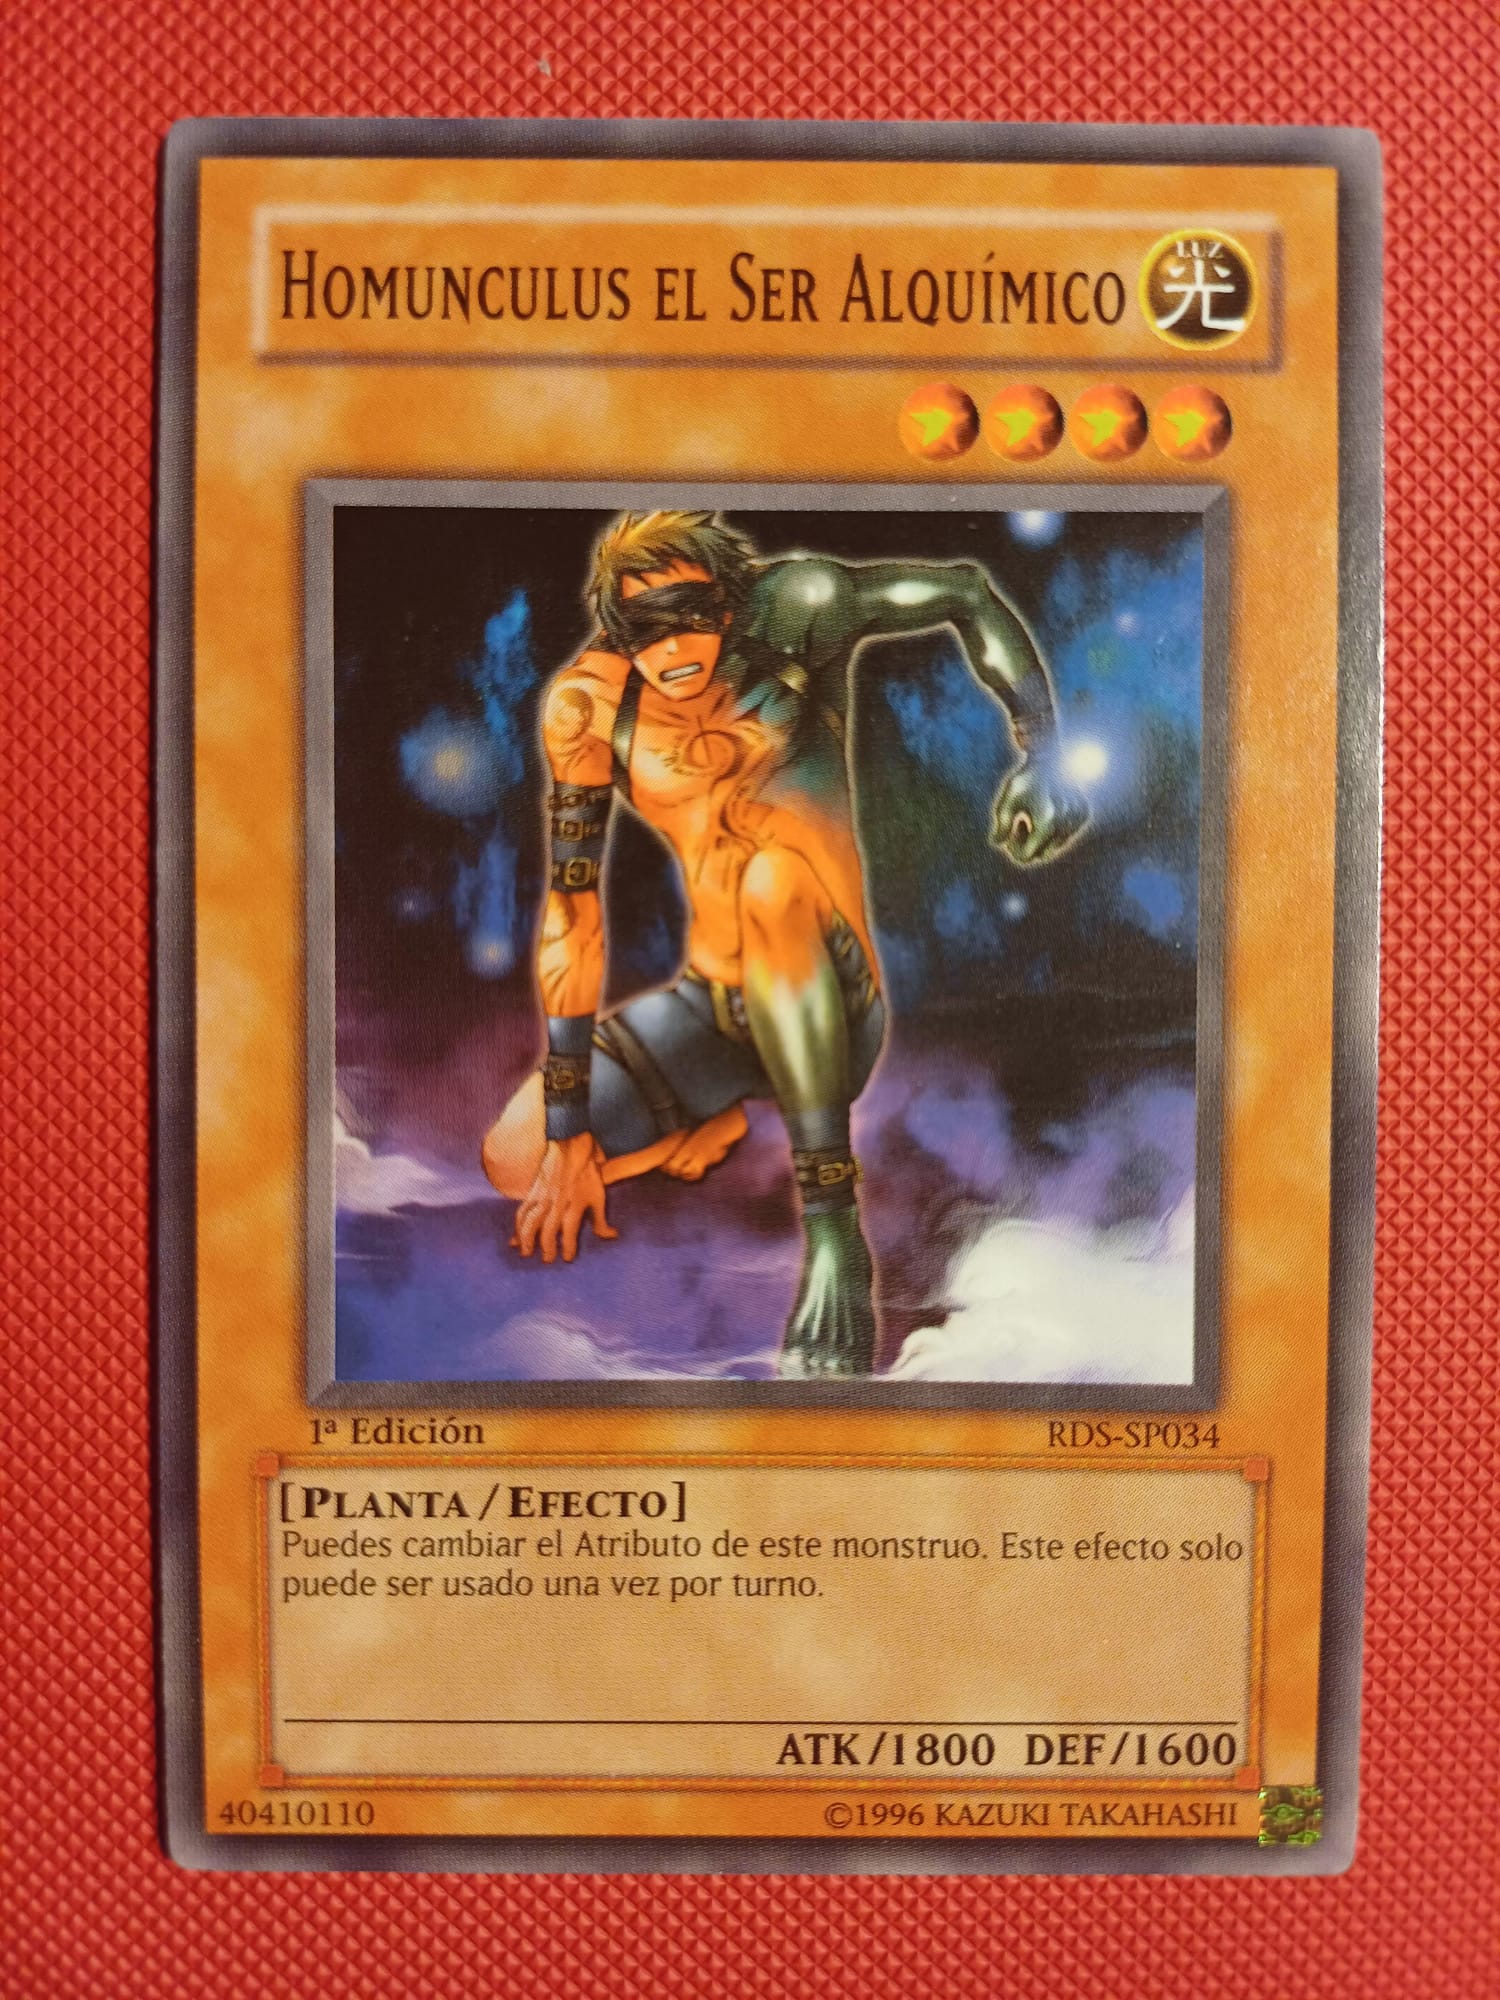 HOMUNCULUS EL SER ALQUÍMICO
LUZ
光
1ª Edición
RDS-SP034
[PLANTA/EFECTO]
Puedes cambiar el Atributo de este monstruo. Este efecto solo
puede ser usado una vez por turno.
ATK/1800 DEF/1600
40410110
©1996 KAZUKI TAKAHASHI